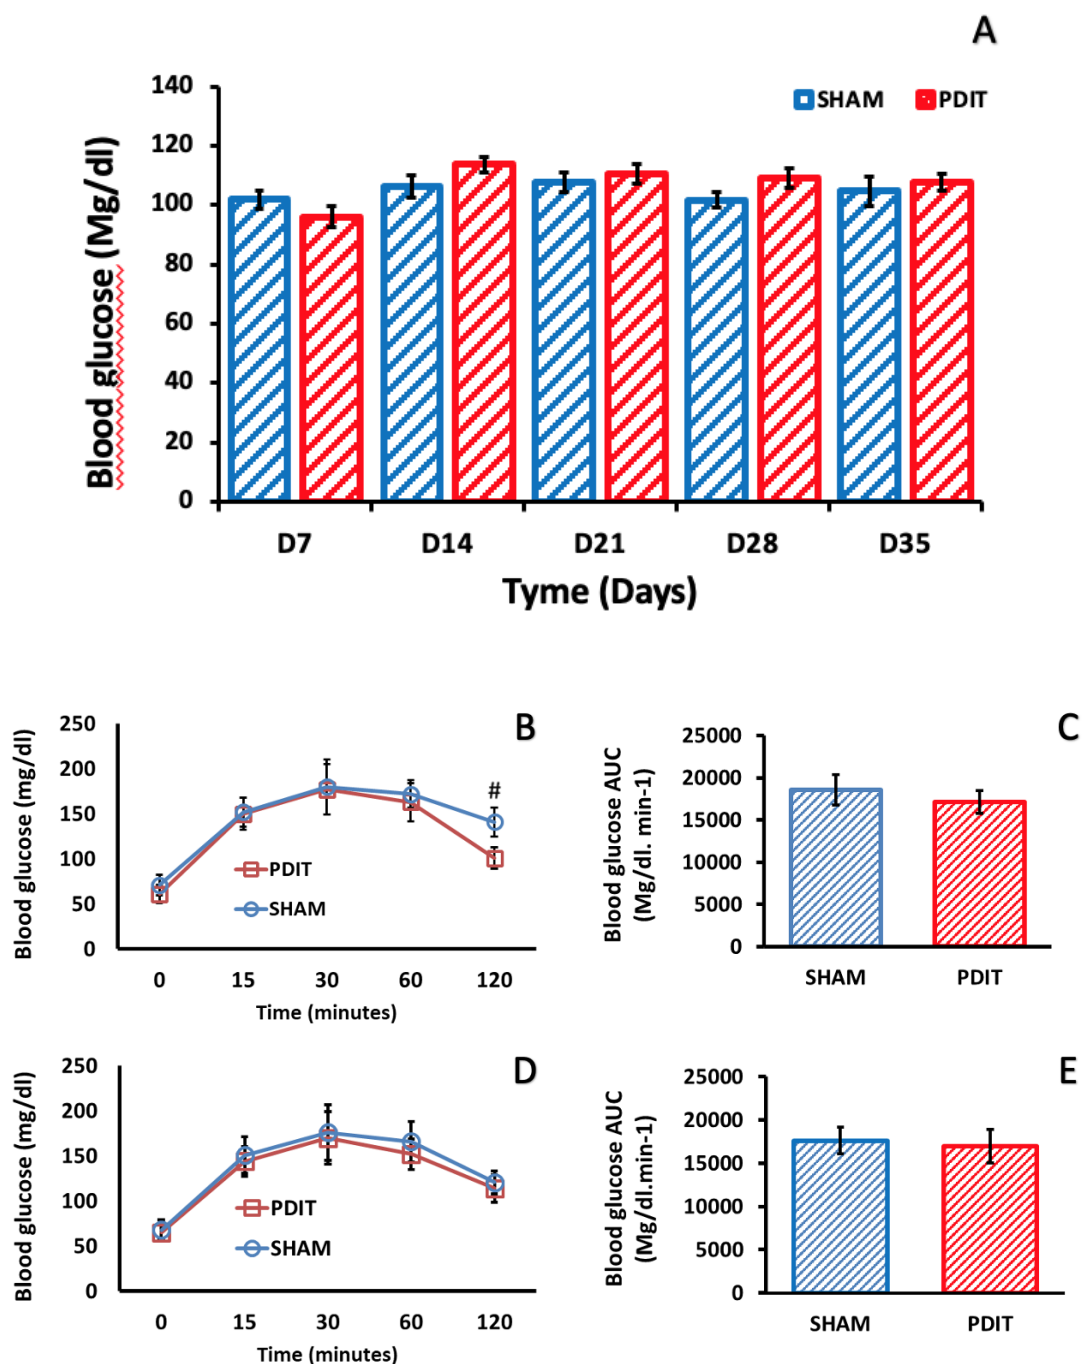 A
140
120
100
80
60
40
20
0
Blood glucose (Mg/dl)
SHAM PDIT
D7 D14 D21 D28 D35
Tyme (Days)
B
250
200
150
100
50
0
Blood glucose (mg/dl)
#
PDIT
SHAM
0 15 30 60 120
Time (minutes)
C
25000
20000
15000
10000
5000
0
Blood glucose AUC
(Mg/dl. min-1)
SHAM PDIT
D
250
200
150
100
50
0
Blood glucose (mg/dl)
PDIT
SHAM
0 15 30 60 120
Time (minutes)
E
25000
20000
15000
10000
5000
0
Blood glucose AUC
(Mg/dl.min-1)
SHAM PDIT